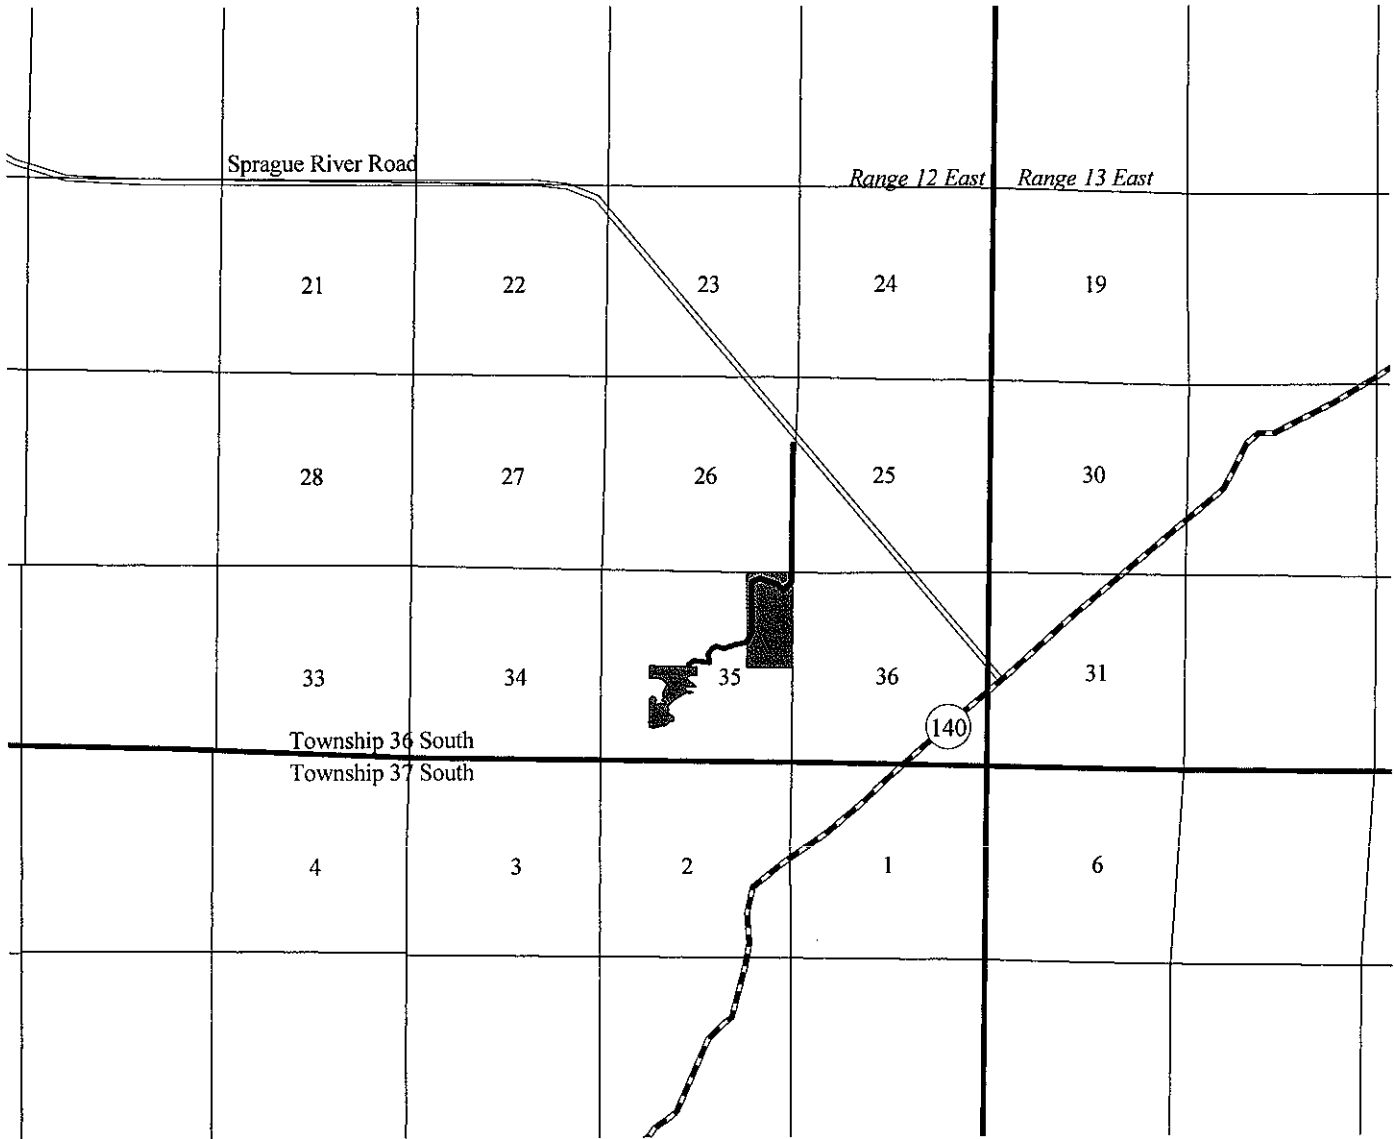 Sprague River Road
Range 12 East Range 13 East
21 22 23 24 19
28 27 26 25 30
33 34 35 36 31
140
Township 36 South
Township 37 South
4 3 2 1 6